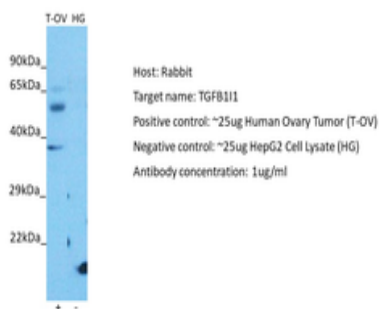 T-OV HG
90kDa_
65kDa_
40kDa_
29kDa_
22kDa_
+ -
Host: Rabbit
Target name: TGFB1I1
Positive control: ~25ug Human Ovary Tumor (T-OV)
Negative control: ~25ug HepG2 Cell Lysate (HG)
Antibody concentration: 1ug/ml